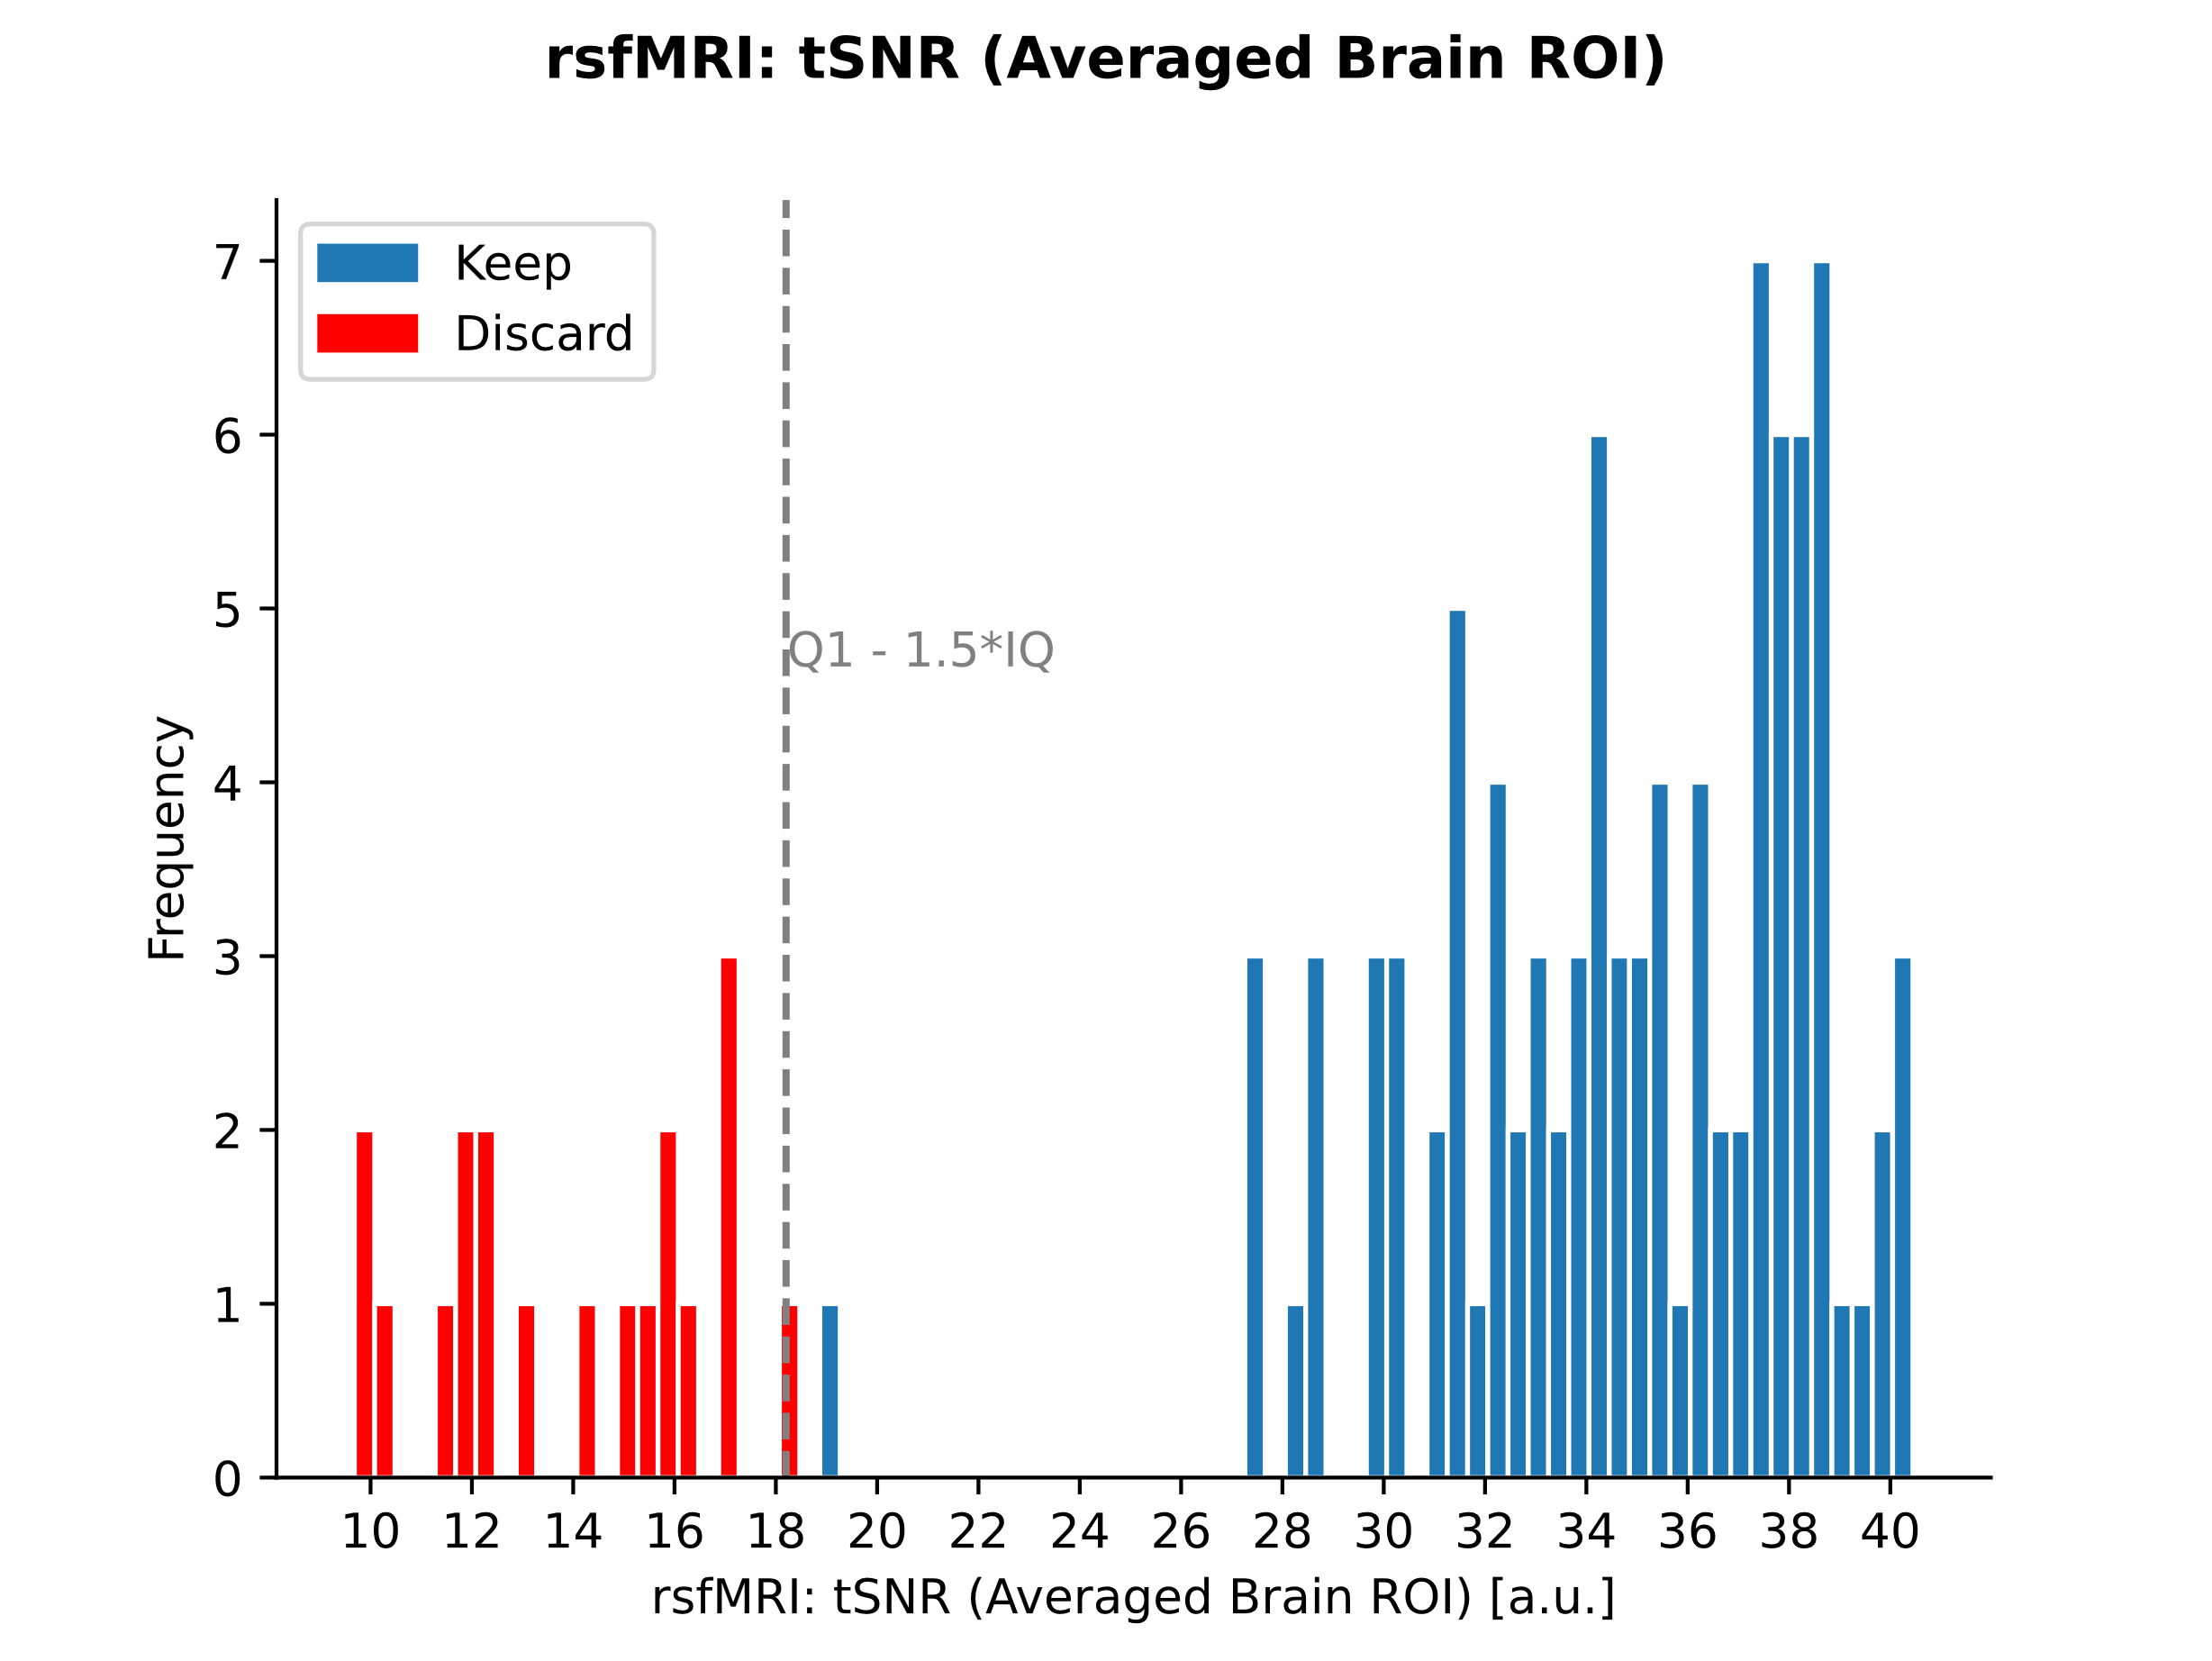 rsfMRI: tSNR (Averaged Brain ROI)
Keep
Discard
Q1 - 1.5*IQ
Frequency
7
6
5
4
3
2
1
0
10 12 14 16 18 20 22 24 26 28 30 32 34 36 38 40
rsfMRI: tSNR (Averaged Brain ROI) [a.u.]